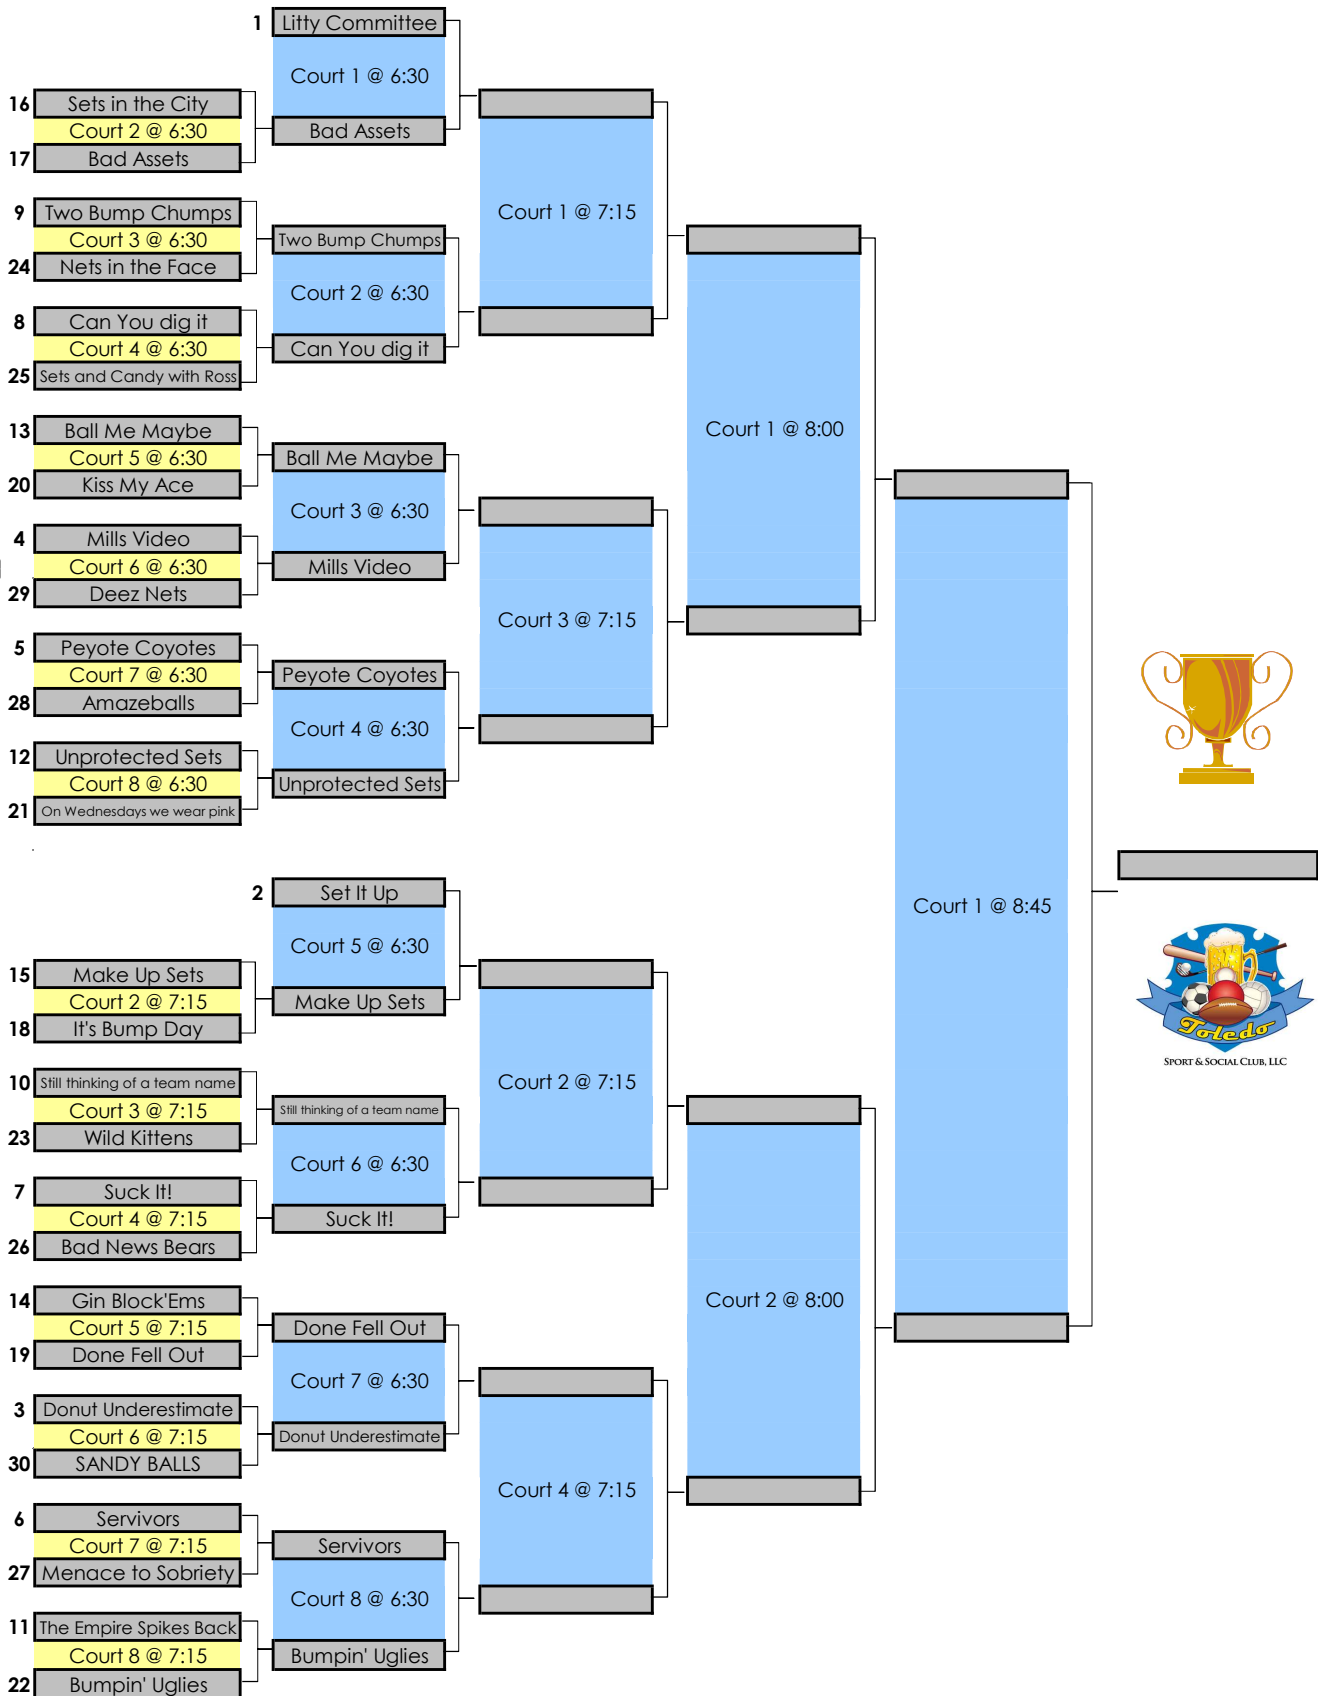 1 Litty Committee
Court 1 @ 6:30
16 Sets in the City
Court 2 @ 6:30
Bad Assets
17 Bad Assets
9 Two Bump Chumps
Court 1 @ 7:15
Court 3 @ 6:30
Two Bump Chumps
24 Nets in the Face
Court 2 @ 6:30
8 Can You dig it
Court 4 @ 6:30
Can You dig it
25 Sets and Candy with Ross
13 Ball Me Maybe
Court 1 @ 8:00
Court 5 @ 6:30
Ball Me Maybe
20 Kiss My Ace
Court 3 @ 6:30
4 Mills Video
Court 6 @ 6:30
Mills Video
29 Deez Nets
Court 3 @ 7:15
5 Peyote Coyotes
Court 7 @ 6:30
Peyote Coyotes
28 Amazeballs
Court 4 @ 6:30
12 Unprotected Sets
Court 8 @ 6:30
Unprotected Sets
21 On Wednesdays we wear pink
2 Set It Up
Court 1 @ 8:45
Court 5 @ 6:30
15 Make Up Sets
Court 2 @ 7:15
Make Up Sets
18 It's Bump Day
Toledo
SPORT & SOCIAL CLUB, LLC
10 Still thinking of a team name
Court 2 @ 7:15
Court 3 @ 7:15
Still thinking of a team name
23 Wild Kittens
Court 6 @ 6:30
7 Suck It!
Court 4 @ 7:15
Suck It!
26 Bad News Bears
14 Gin Block'Ems
Court 2 @ 8:00
Court 5 @ 7:15
Done Fell Out
19 Done Fell Out
Court 7 @ 6:30
3 Donut Underestimate
Court 6 @ 7:15
Donut Underestimate
30 SANDY BALLS
Court 4 @ 7:15
6 Servivors
Court 7 @ 7:15
Servivors
27 Menace to Sobriety
Court 8 @ 6:30
11 The Empire Spikes Back
Court 8 @ 7:15
Bumpin' Uglies
22 Bumpin' Uglies